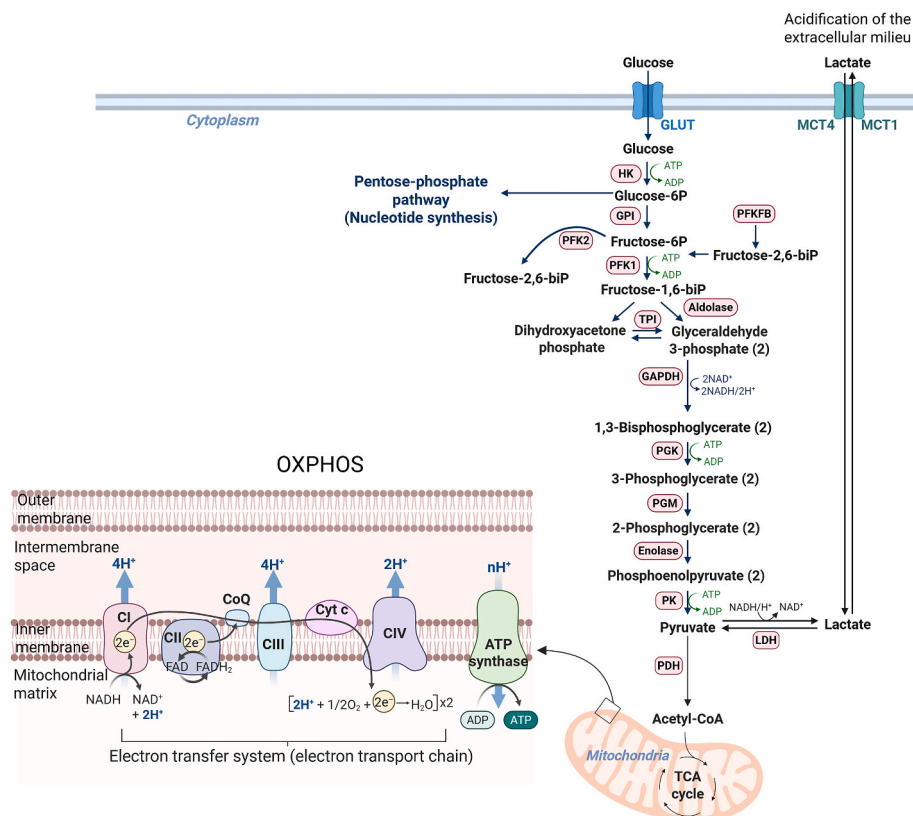 Acidification of the
extracellular milieu
Glucose
Lactate
Cytoplasm
GLUT
MCT4
MCT1
Glucose
HK
ATP
ADP
Pentose-phosphate
pathway
(Nucleotide synthesis)
Glucose-6P
GPI
PFKFB
PFK2
Fructose-6P
Fructose-2,6-biP
PFK1
ATP
ADP
Fructose-2,6-biP
Fructose-1,6-biP
Aldolase
TPI
Dihydroxyacetone
phosphate
Glyceraldehyde
3-phosphate (2)
GAPDH
2NAD⁺
2NADH/2H⁺
1,3-Bisphosphoglycerate (2)
PGK
ATP
ADP
3-Phosphoglycerate (2)
PGM
2-Phosphoglycerate (2)
Enolase
Phosphoenolpyruvate (2)
PK
ATP
ADP
NADH/H⁺
NAD⁺
Pyruvate
Lactate
LDH
PDH
Acetyl-CoA
Mitochondria
TCA
cycle
OXPHOS
Outer
membrane
Intermembrane
space
4H⁺
4H⁺
2H⁺
nH⁺
CoQ
Cyt c
CI
2e⁻
CII
2e⁻
FAD
FADH₂
CIII
CIV
ATP
synthase
Inner
membrane
Mitochondrial
matrix
NADH
NAD⁺
+ 2H⁺
[2H⁺ + 1/2O₂ + 2e⁻ → H₂O]x2
ADP
ATP
Electron transfer system (electron transport chain)